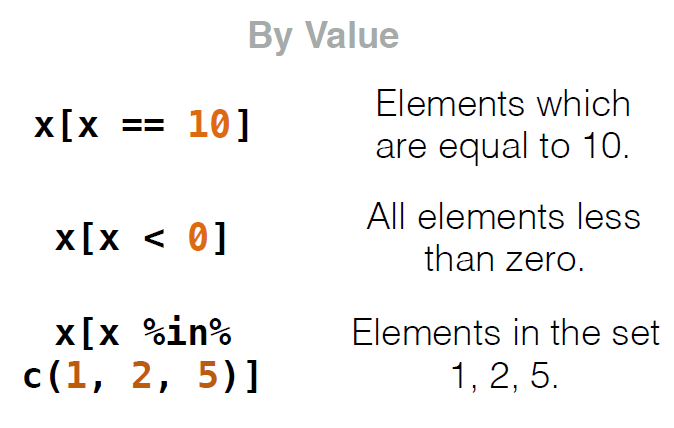 By Value
x[x == 10]
Elements which
are equal to 10.
x[x < 0]
All elements less
than zero.
x[x %in%
c(1, 2, 5)]
Elements in the set
1, 2, 5.